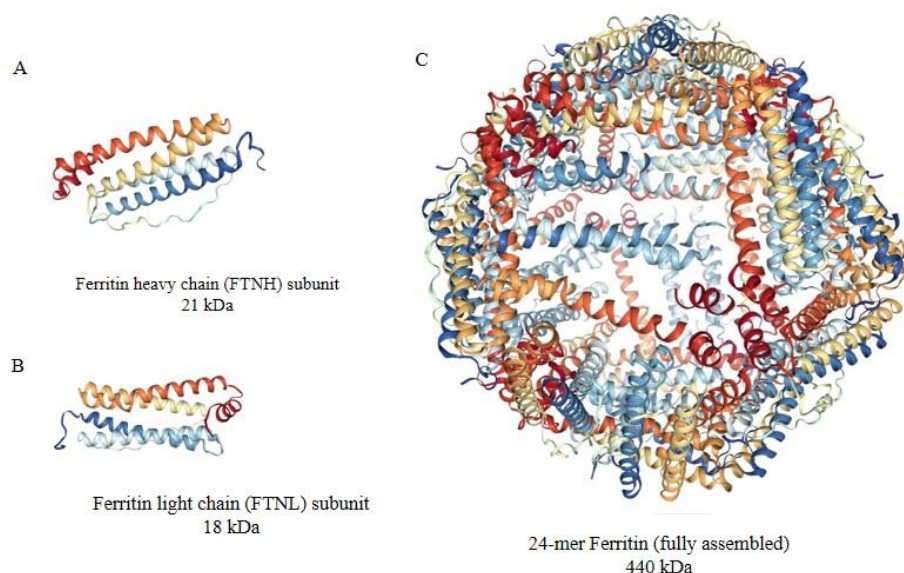 A
Ferritin heavy chain (FTNH) subunit
21 kDa
B
Ferritin light chain (FTNL) subunit
18 kDa
C
24-mer Ferritin (fully assembled)
440 kDa